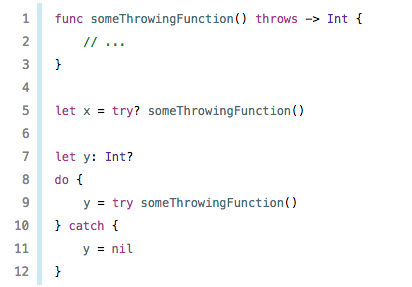 1 func someThrowingFunction() throws -> Int {
2     // ...
3 }
4
5 let x = try? someThrowingFunction()
6
7 let y: Int?
8 do {
9     y = try someThrowingFunction()
10 } catch {
11     y = nil
12 }